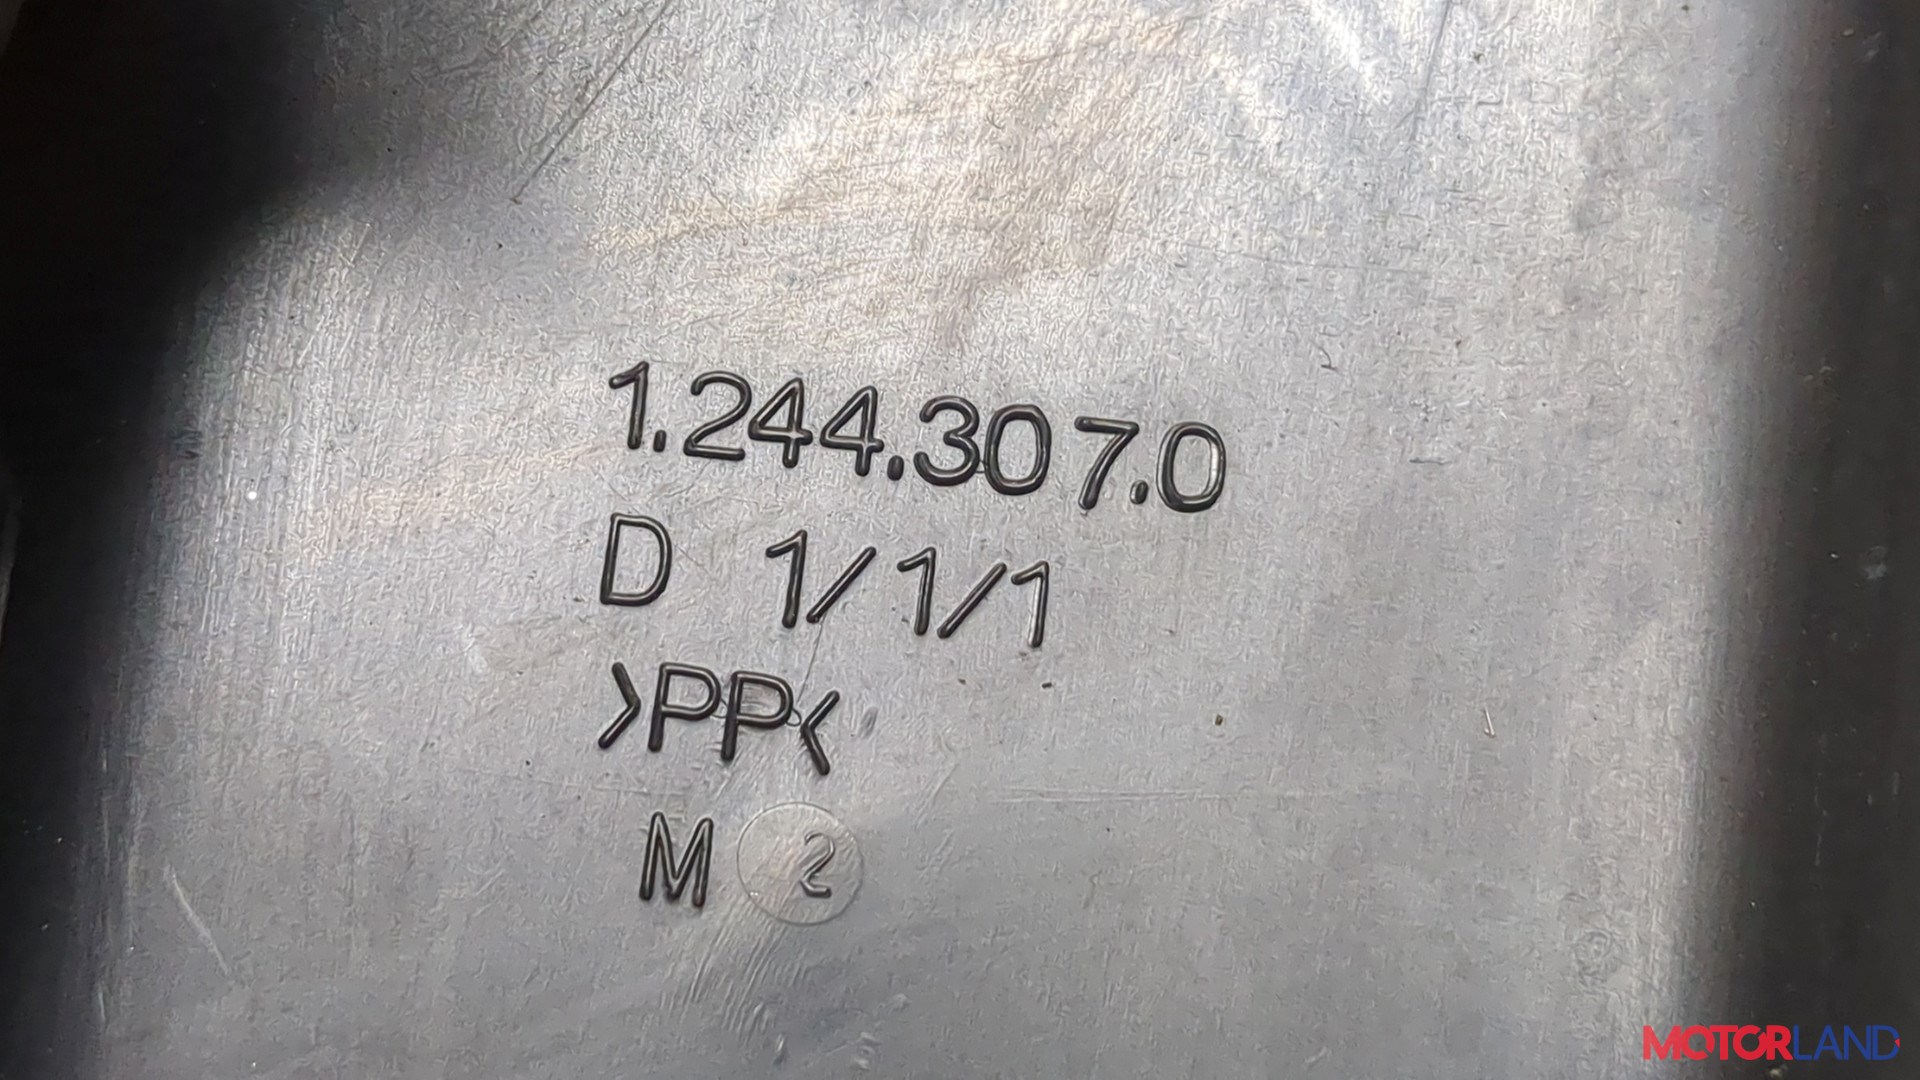 1.244.307.0
D 1/1/1
>PP<
M 2
MOTORLAND